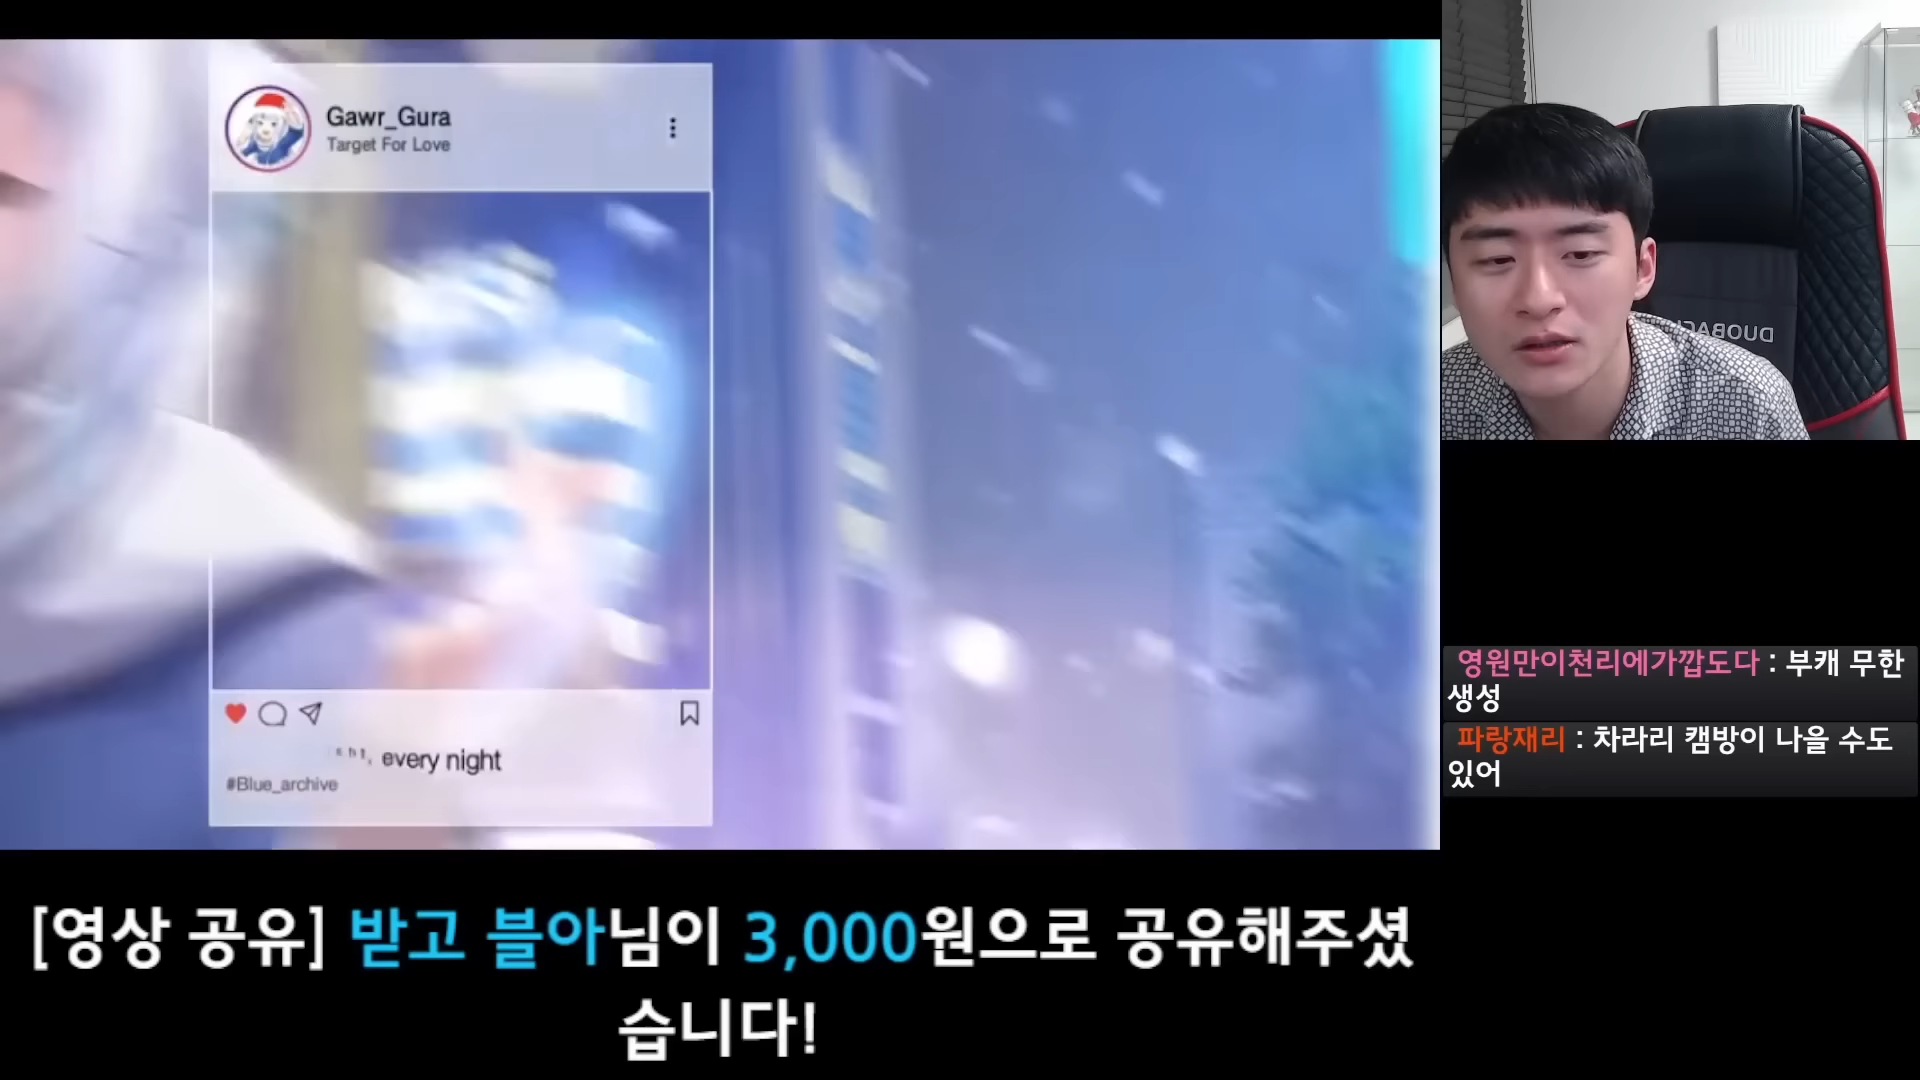 Gawr_Gura
Target For Love
every night
#Blue_archive
DUOBACK
영원만이천리에가깝도다 : 부캐 무한
생성
파랑재리 : 차라리 캠방이 나을 수도
있어
[영상 공유] 받고 블아님이 3,000원으로 공유해주셨
습니다!